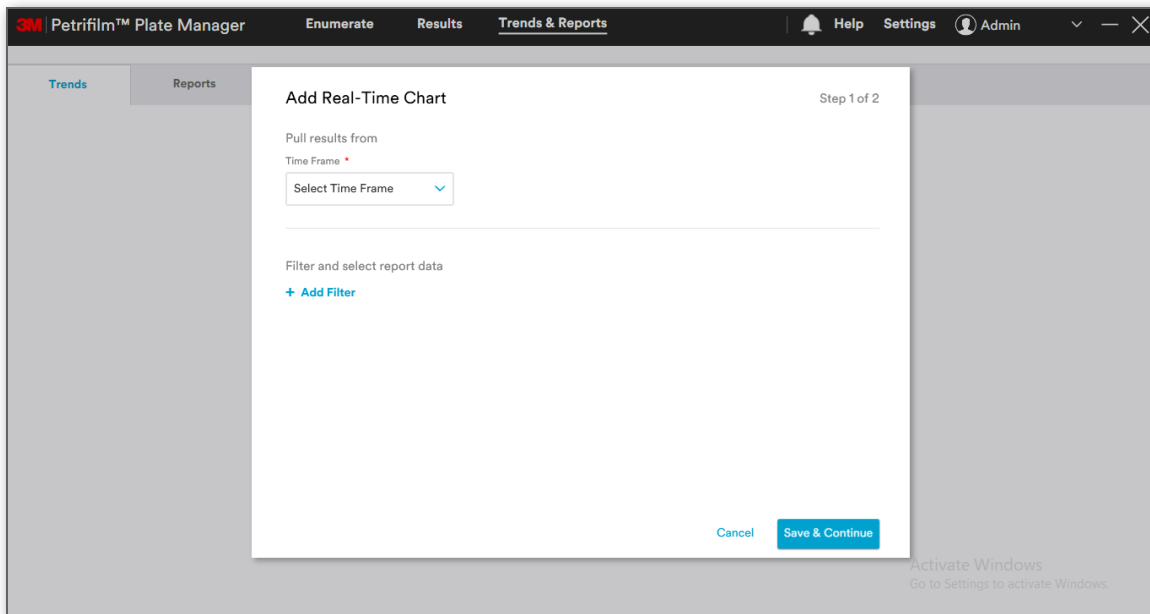 3M Petrifilm™ Plate Manager Enumerate Results Trends & Reports Help Settings Admin
Trends Reports
Add Real-Time Chart Step 1 of 2
Pull results from
Time Frame *
Select Time Frame
Filter and select report data
+ Add Filter
Cancel Save & Continue
Activate Windows
Go to Settings to activate Windows.